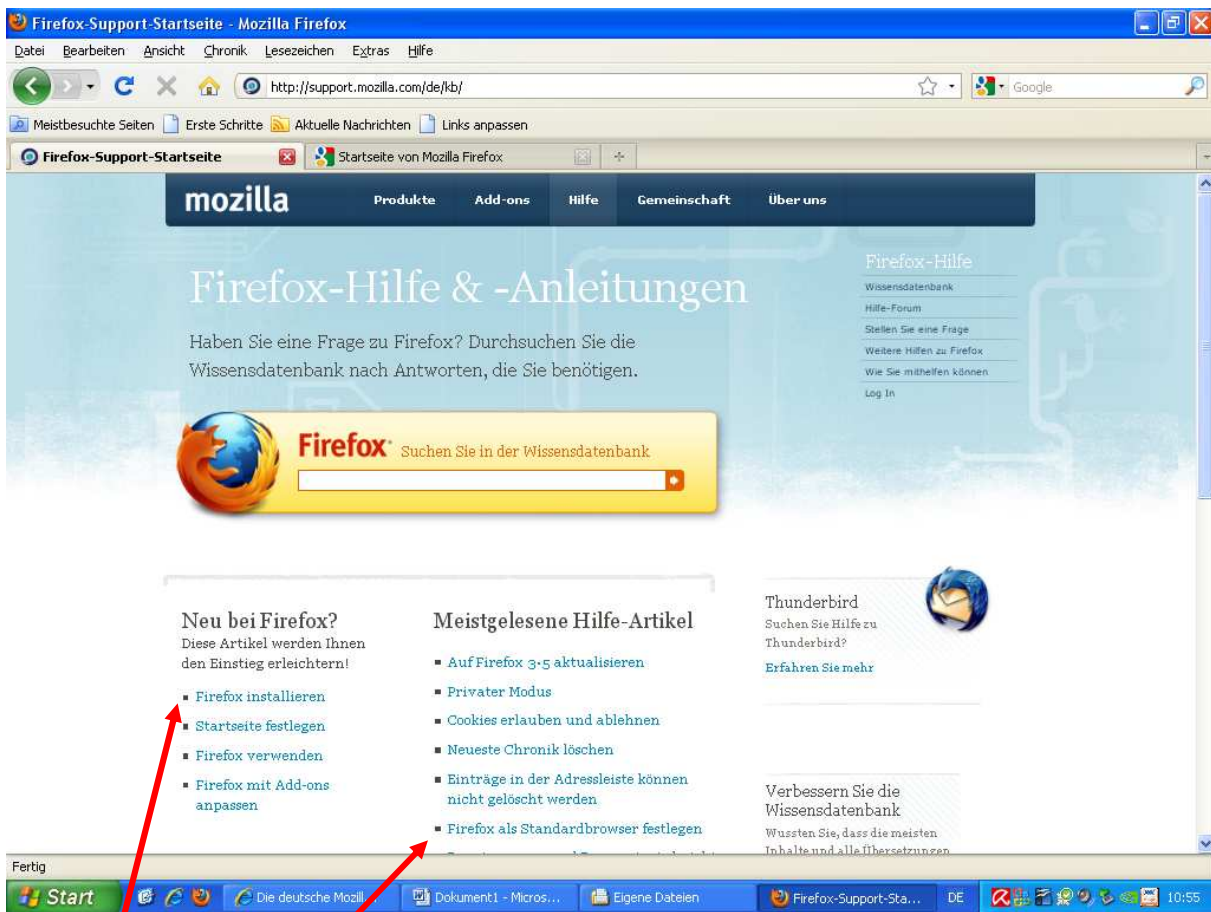 Firefox-Support-Startseite - Mozilla Firefox
Datei Bearbeiten Ansicht Chronik Lesezeichen Extras Hilfe
http://support.mozilla.com/de/kb/
Google
Meistbesuchte Seiten Erste Schritte Aktuelle Nachrichten Links anpassen
Firefox-Support-Startseite Startseite von Mozilla Firefox
mozilla Produkte Add-ons Hilfe Gemeinschaft Über uns
Firefox-Hilfe & -Anleitungen
Haben Sie eine Frage zu Firefox? Durchsuchen Sie die
Wissensdatenbank nach Antworten, die Sie benötigen.
Firefox-Hilfe
Wissensdatenbank
Hilfe-Forum
Stellen Sie eine Frage
Weitere Hilfen zu Firefox
Wie Sie mithelfen können
Log In
Firefox Suchen Sie in der Wissensdatenbank
Neu bei Firefox?
Diese Artikel werden Ihnen
den Einstieg erleichtern!
Firefox installieren
Startseite festlegen
Firefox verwenden
Firefox mit Add-ons
anpassen
Meistgelesene Hilfe-Artikel
Auf Firefox 3.5 aktualisieren
Privater Modus
Cookies erlauben und ablehnen
Neueste Chronik löschen
Einträge in der Adressleiste können
nicht gelöscht werden
Firefox als Standardbrowser festlegen
Thunderbird
Suchen Sie Hilfe zu
Thunderbird?
Erfahren Sie mehr
Verbessern Sie die
Wissensdatenbank
Wussten Sie, dass die meisten
Inhalte und alle Übersetzungen
Fertig
Start Die deutsche Mozill... Dokument1 - Micros... Eigene Dateien Firefox-Support-Sta... DE 10:55